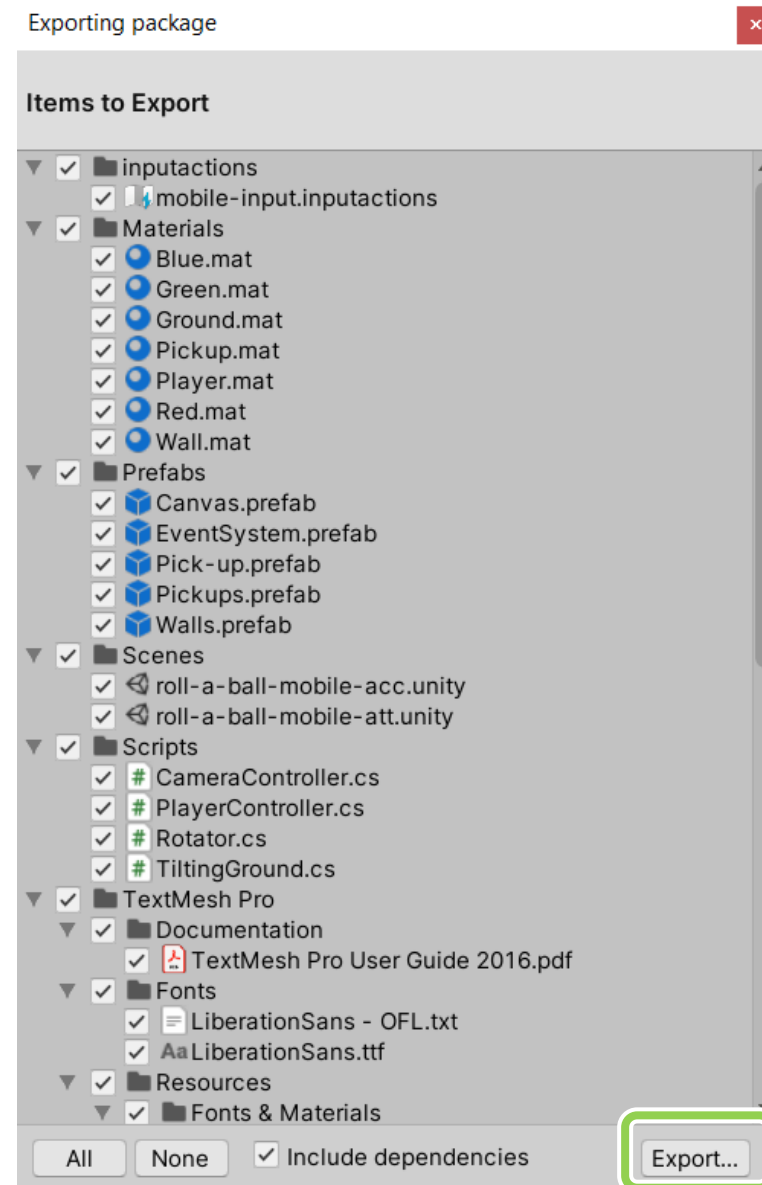 Exporting package
Items to Export
inputactions
mobile-input.inputactions
Materials
Blue.mat
Green.mat
Ground.mat
Pickup.mat
Player.mat
Red.mat
Wall.mat
Prefabs
Canvas.prefab
EventSystem.prefab
Pick-up.prefab
Pickups.prefab
Walls.prefab
Scenes
roll-a-ball-mobile-acc.unity
roll-a-ball-mobile-att.unity
Scripts
# CameraController.cs
# PlayerController.cs
# Rotator.cs
# TiltingGround.cs
TextMesh Pro
Documentation
TextMesh Pro User Guide 2016.pdf
Fonts
LiberationSans - OFL.txt
Aa LiberationSans.ttf
Resources
Fonts & Materials
All None Include dependencies Export...